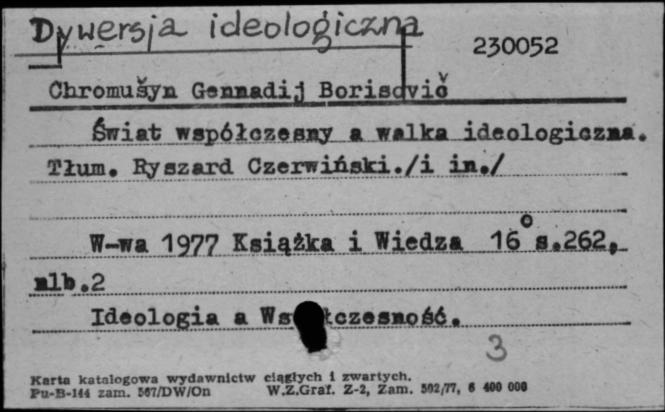 Dywersja ideologiczna
230052
Chromušyn Gennadij Borisovič
Świat współczesny a walka ideologiczna.
Tłum. Ryszard Czerwiński./i in./
W-wa 1977 Książka i Wiedza 16° s.262,
nlb.2
Ideologia a
3
Karta katalogowa wydawnictw ciągłych i zwartych.
Pu-B-144 zam. 567/DW/On W.Z.Graf. Z-2, Zam. 502/77, 6 400 000